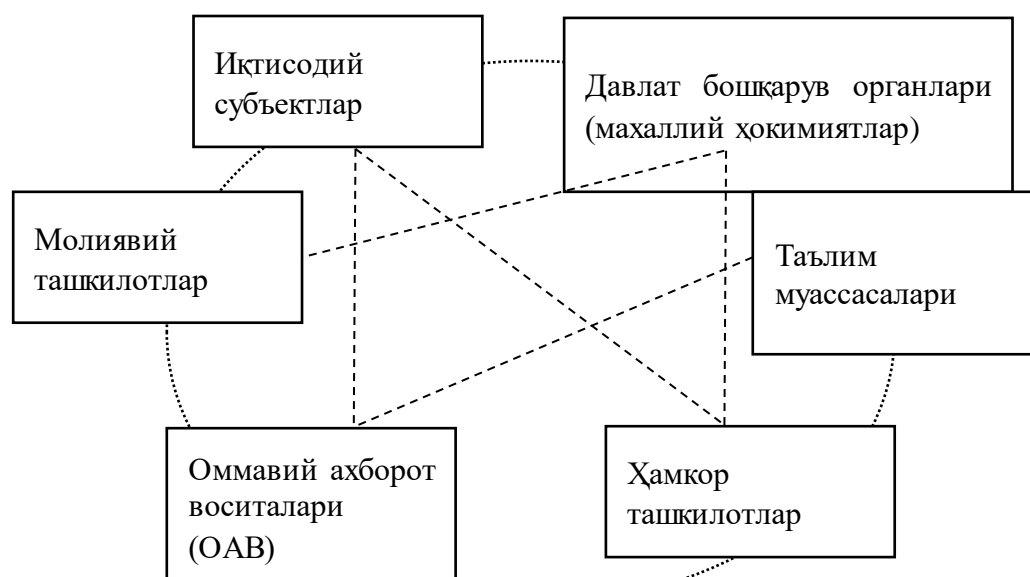 Иқтисодий
субъектлар
Давлат бошқарув органлари
(махаллий ҳокимиятлар)
Молиявий
ташкилотлар
Таълим
муассасалари
Оммавий ахборот
воситалари
(ОАВ)
Ҳамкор
ташкилотлар